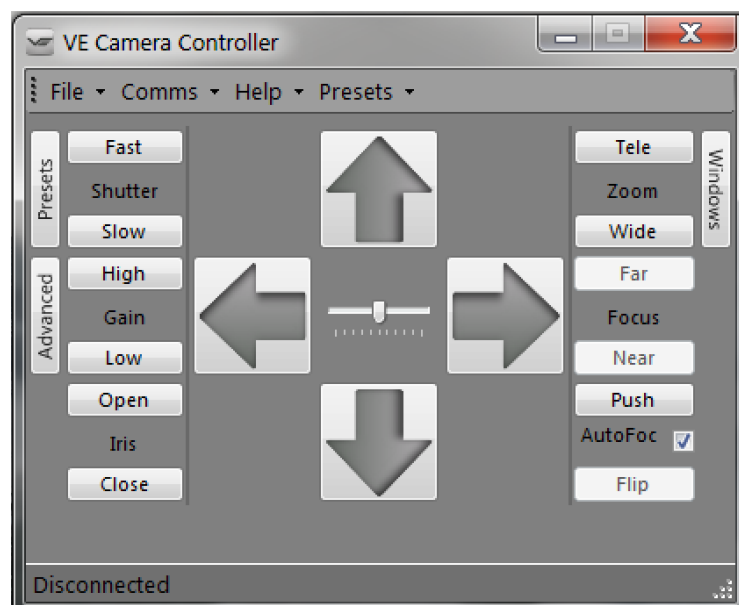 VE Camera Controller
File Comms Help Presets
Presets
Advanced
Fast
Shutter
Slow
High
Gain
Low
Open
Iris
Close
Tele
Zoom
Wide
Far
Focus
Near
Push
AutoFoc
Flip
Windows
Disconnected